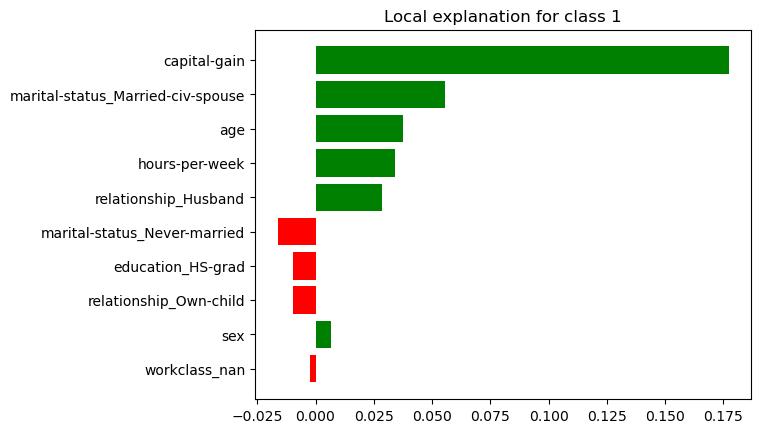 Local explanation for class 1
capital-gain
marital-status_Married-civ-spouse
age
hours-per-week
relationship_Husband
marital-status_Never-married
education_HS-grad
relationship_Own-child
sex
workclass_nan
−0.025 0.000 0.025 0.050 0.075 0.100 0.125 0.150 0.175